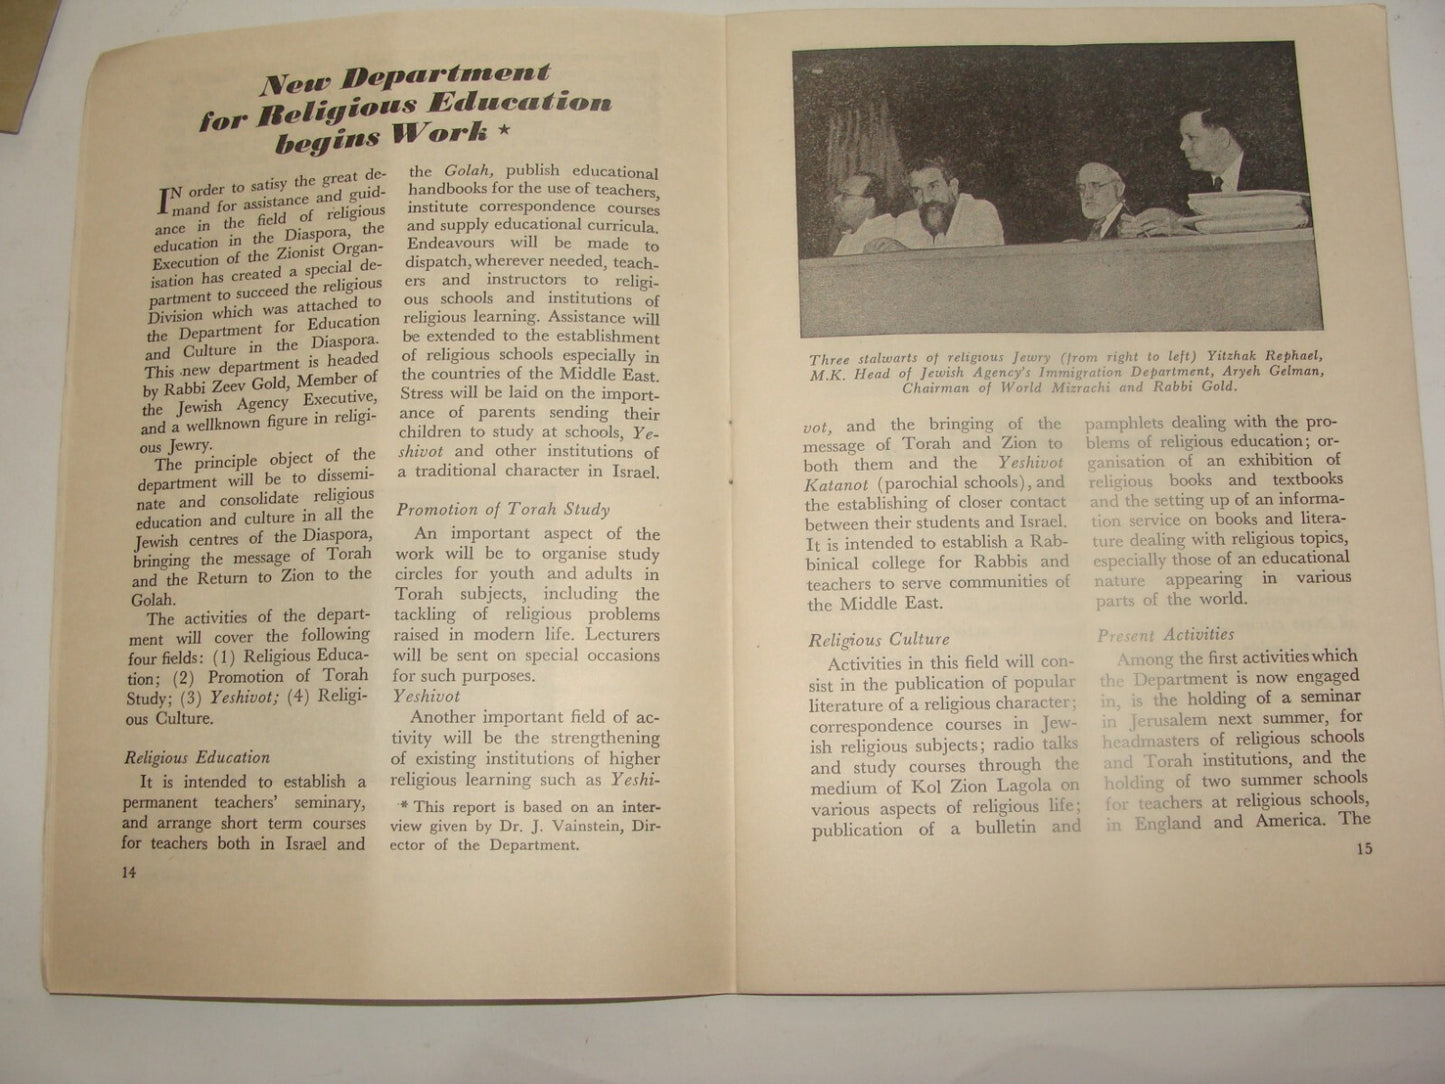 New Department
for Religious Education
begins Work *
IN order to satisy the great de-
mand for assistance and guid-
ance in the field of religious
education in the Diaspora, the
Execution of the Zionist Organ-
isation has created a special de-
partment to succeed the religious
Division which was attached to
the Department for Education
and Culture in the Diaspora.
This new department is headed
by Rabbi Zeev Gold, Member of
the Jewish Agency Executive,
and a wellknown figure in religi-
ous Jewry.
The principle object of the
department will be to dissemi-
nate and consolidate religious
education and culture in all the
Jewish centres of the Diaspora,
bringing the message of Torah
and the Return to Zion to the
Golah.
The activities of the depart-
ment will cover the following
four fields: (1) Religious Educa-
tion; (2) Promotion of Torah
Study; (3) Yeshivot; (4) Religi-
ous Culture.
Religious Education
It is intended to establish a
permanent teachers' seminary,
and arrange short term courses
for teachers both in Israel and
14
the Golah, publish educational
handbooks for the use of teachers,
institute correspondence courses
and supply educational curricula.
Endeavours will be made to
dispatch, wherever needed, teach-
ers and instructors to religi-
ous schools and institutions of
religious learning. Assistance will
be extended to the establishment
of religious schools especially in
the countries of the Middle East.
Stress will be laid on the import-
ance of parents sending their
children to study at schools, Ye-
shivot and other institutions of
a traditional character in Israel.
Promotion of Torah Study
An important aspect of the
work will be to organise study
circles for youth and adults in
Torah subjects, including the
tackling of religious problems
raised in modern life. Lecturers
will be sent on special occasions
for such purposes.
Yeshivot
Another important field of ac-
tivity will be the strengthening
of existing institutions of higher
religious learning such as Yeshi-
* This report is based on an inter-
view given by Dr. J. Vainstein, Dir-
ector of the Department.
Three stalwarts of religious Jewry (from right to left) Yitzhak Rephael,
M.K. Head of Jewish Agency's Immigration Department, Aryeh Gelman,
Chairman of World Mizrachi and Rabbi Gold.
vot, and the bringing of the
message of Torah and Zion to
both them and the Yeshivot
Katanot (parochial schools), and
the establishing of closer contact
between their students and Israel.
It is intended to establish a Rab-
binical college for Rabbis and
teachers to serve communities of
the Middle East.
Religious Culture
Activities in this field will con-
sist in the publication of popular
literature of a religious character;
correspondence courses in Jew-
ish religious subjects; radio talks
and study courses through the
medium of Kol Zion Lagola on
various aspects of religious life;
publication of a bulletin and
pamphlets dealing with the pro-
blems of religious education; or-
ganisation of an exhibition of
religious books and textbooks
and the setting up of an informa-
tion service on books and litera-
ture dealing with religious topics,
especially those of an educational
nature appearing in various
parts of the world.
Present Activities
Among the first activities which
the Department is now engaged
in, is the holding of a seminar
in Jerusalem next summer, for
headmasters of religious schools
and Torah institutions, and the
holding of two summer schools
for teachers at religious schools,
in England and America. The
15